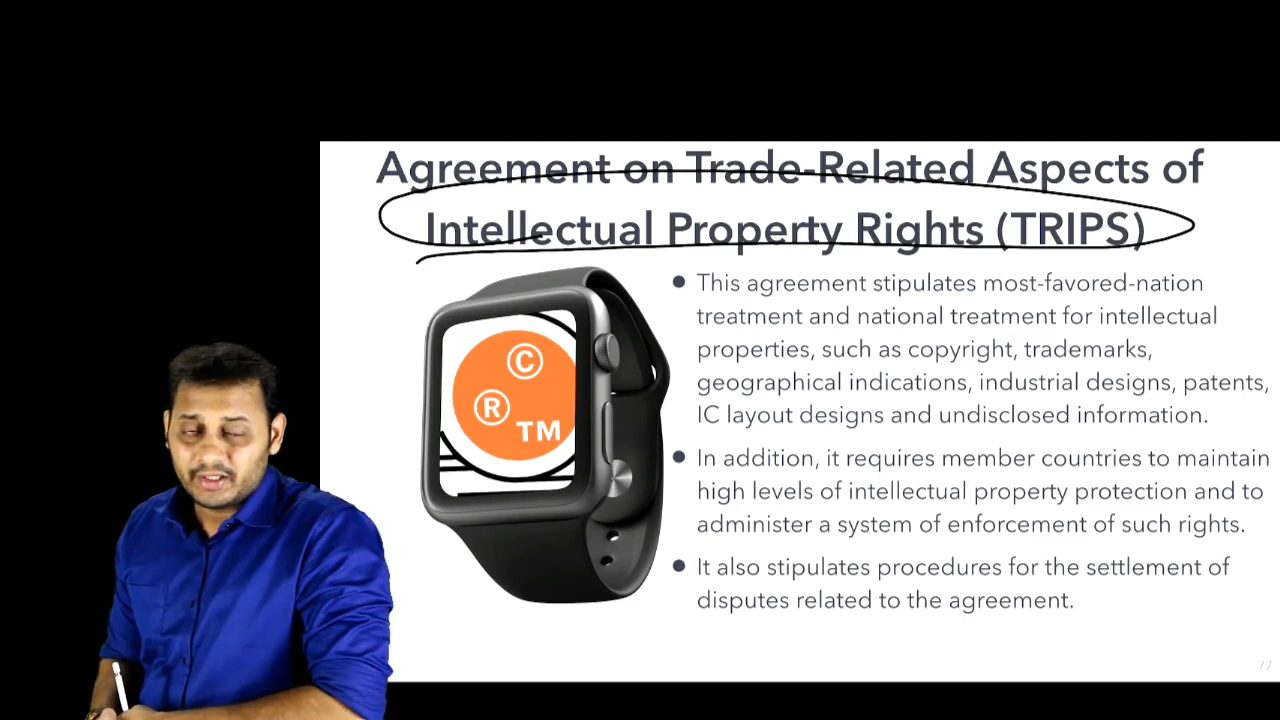 Agreement on Trade-Related Aspects of
Intellectual Property Rights (TRIPS)
© 
® 
TM
● This agreement stipulates most-favored-nation
treatment and national treatment for intellectual
properties, such as copyright, trademarks,
geographical indications, industrial designs, patents,
IC layout designs and undisclosed information.
● In addition, it requires member countries to maintain
high levels of intellectual property protection and to
administer a system of enforcement of such rights.
● It also stipulates procedures for the settlement of
disputes related to the agreement.
77